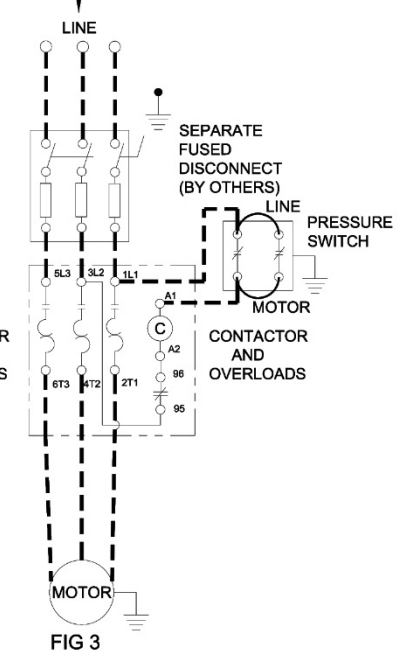 LINE
SEPARATE
FUSED
DISCONNECT
(BY OTHERS)
LINE
PRESSURE
SWITCH
5L3
3L2
1L1
A1
MOTOR
C
R
CONTACTOR
AND
OVERLOADS
S
A2
96
6T3
4T2
2T1
95
MOTOR
FIG 3